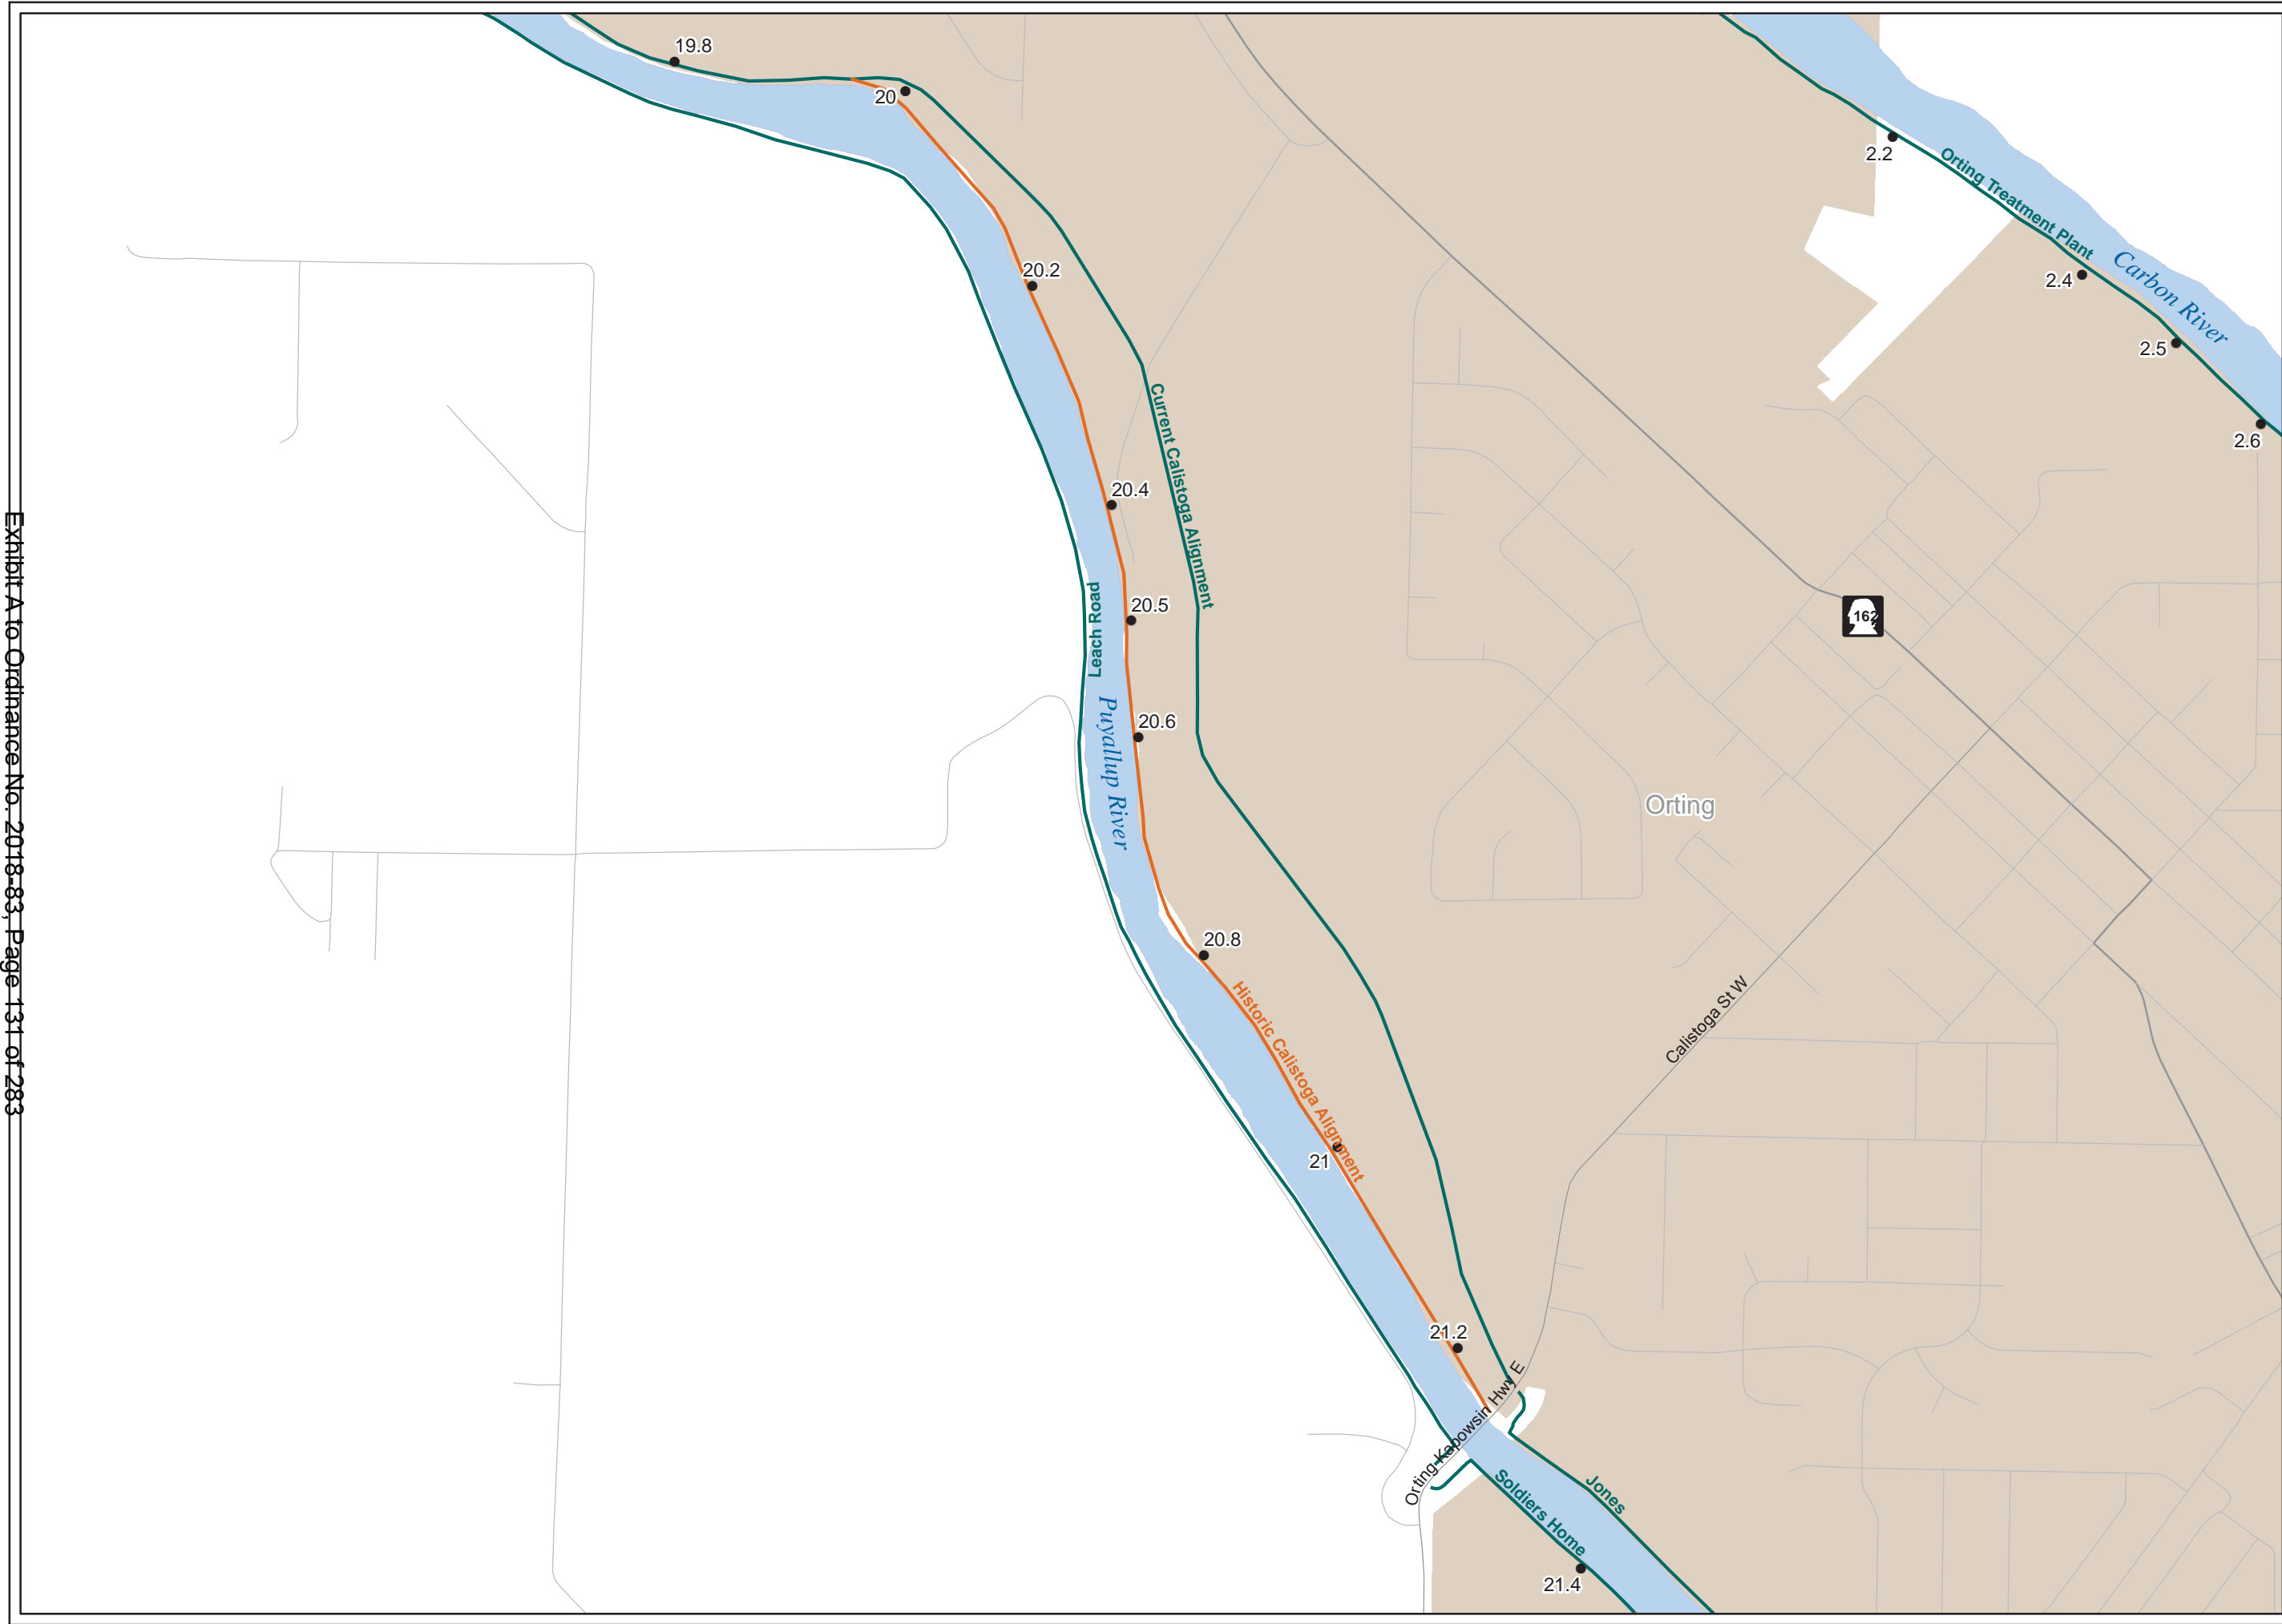 19.8
20
2.2
Orting Treatment Plant
Carbon River
2.4
20.2
2.5
2.6
Current Calistoga Alignment
20.4
Exhibit A to Ordinance No. 2018-83, Page 131 of 283
Leach Road
20.5
162
Puyallup River
20.6
Orting
20.8
Historic Calistoga Alignment
Calistoga St W
21
21.2
Orting Kapowsin Hwy E
Soldiers Home
Jones
21.4